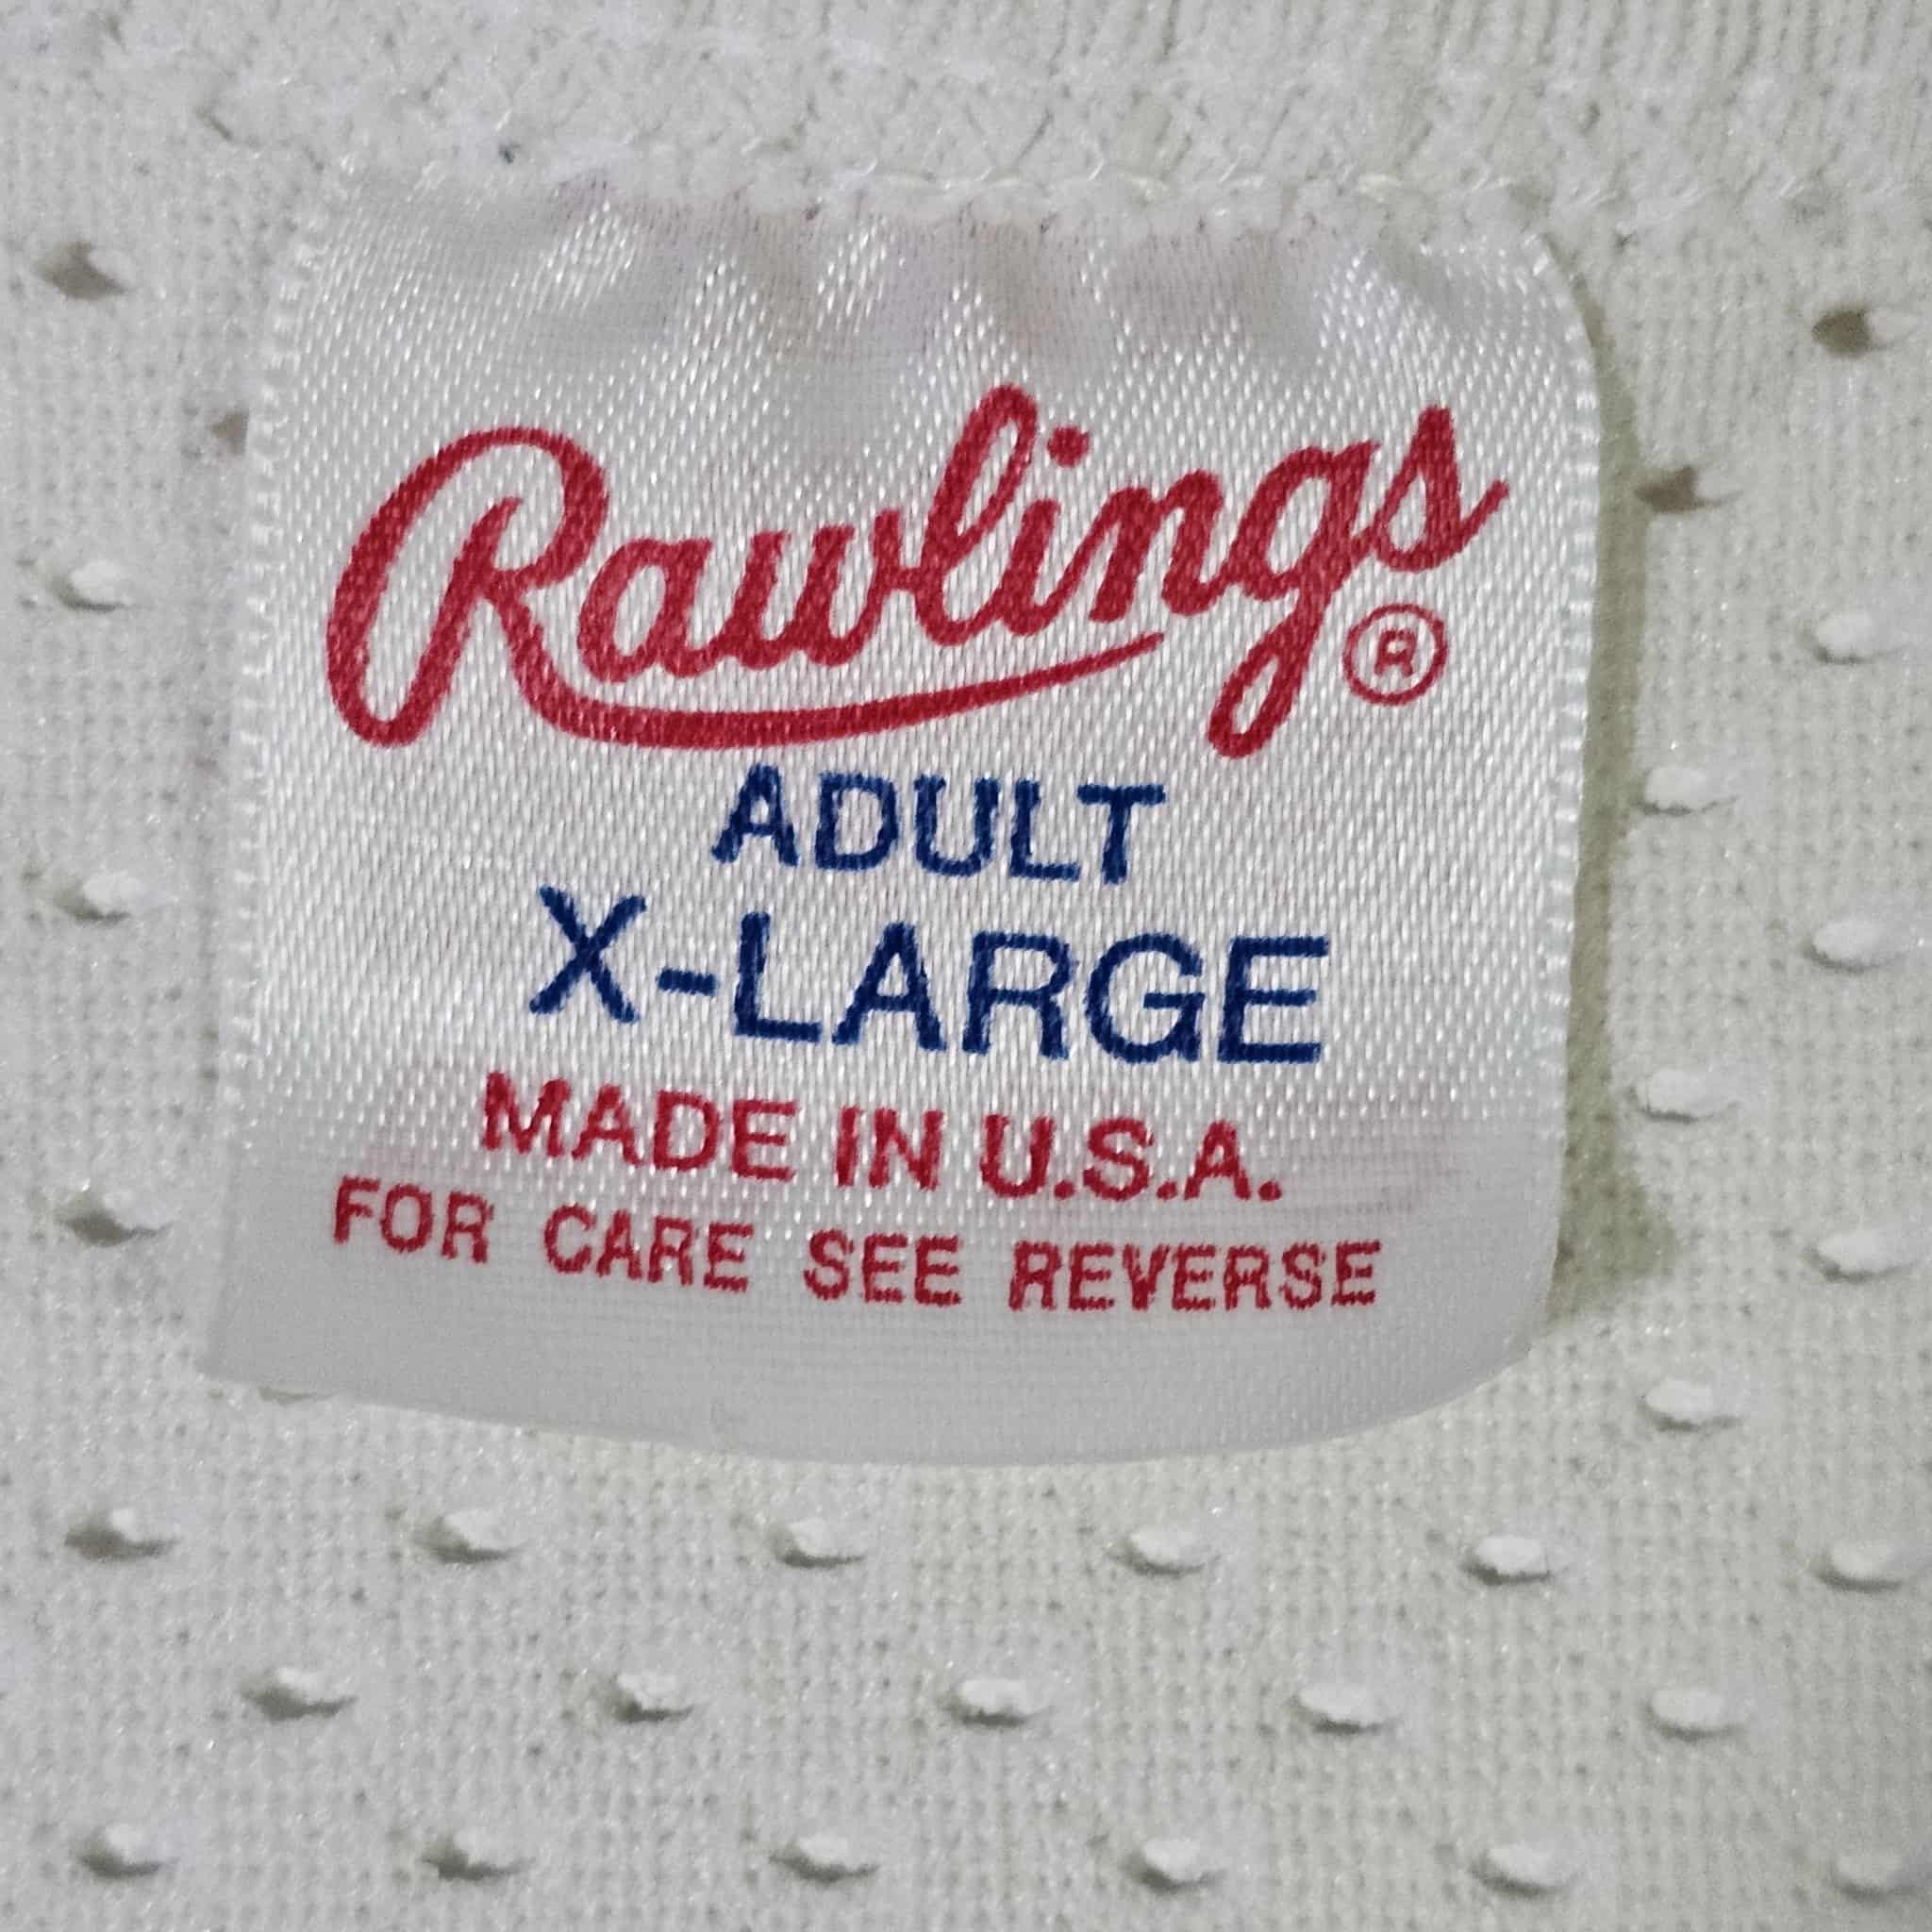 Rawlings®
ADULT
X-LARGE
MADE IN U.S.A.
FOR CARE SEE REVERSE